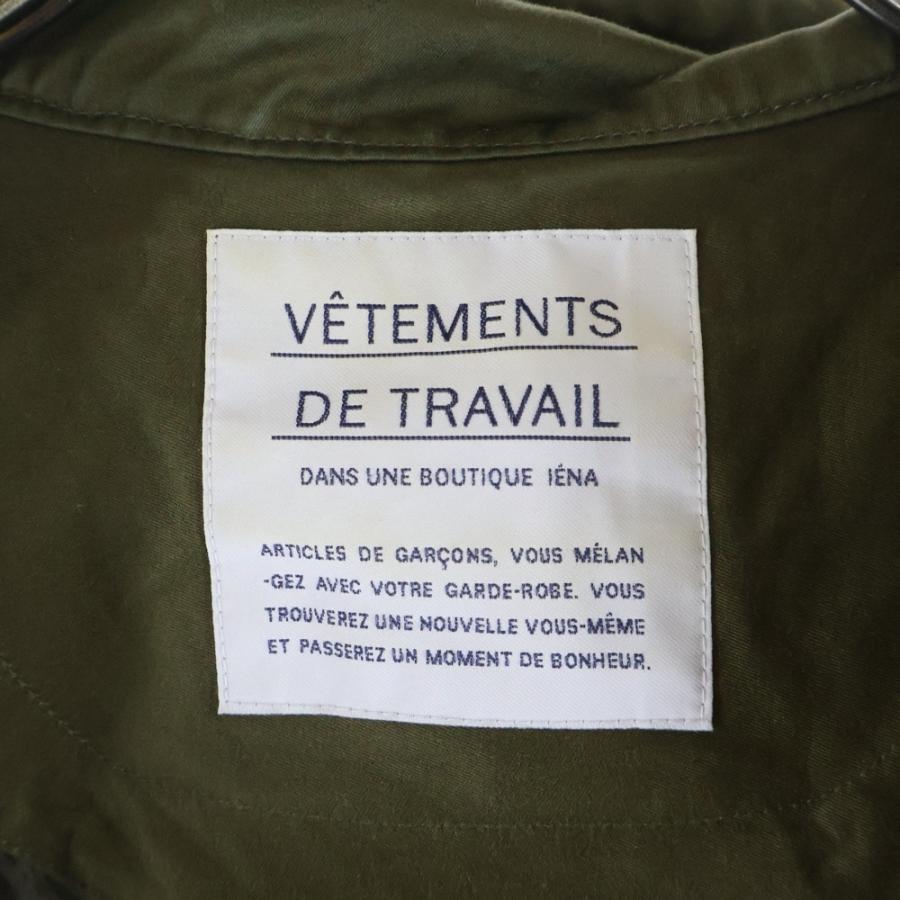 VÊTEMENTS
DE TRAVAIL
DANS UNE BOUTIQUE IÉNA
ARTICLES DE GARÇONS, VOUS MÉLAN
-GEZ AVEC VOTRE GARDE-ROBE. VOUS
TROUVEREZ UNE NOUVELLE VOUS-MÊME
ET PASSEREZ UN MOMENT DE BONHEUR.